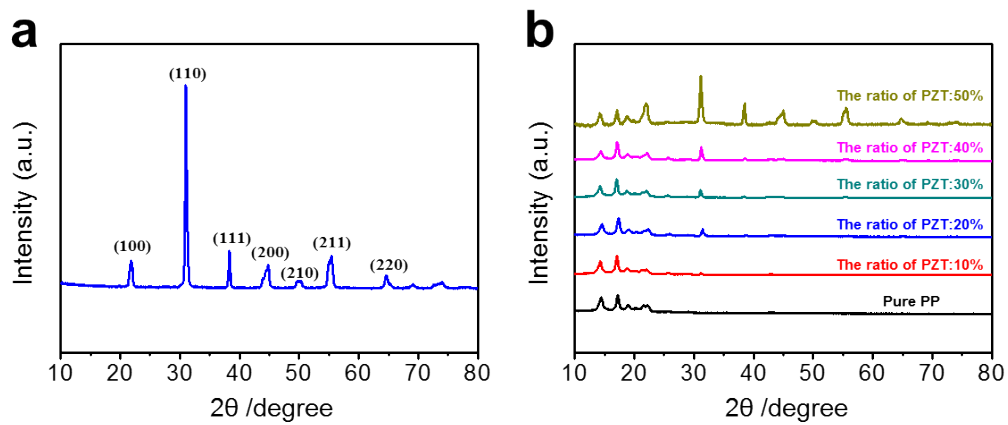 a
(110)
(100)
(111)
(200)
(210)
(211)
(220)
Intensity (a.u.)
10 20 30 40 50 60 70 80
2θ /degree
b
The ratio of PZT:50%
The ratio of PZT:40%
The ratio of PZT:30%
The ratio of PZT:20%
The ratio of PZT:10%
Pure PP
Intensity (a.u.)
10 20 30 40 50 60 70 80
2θ /degree